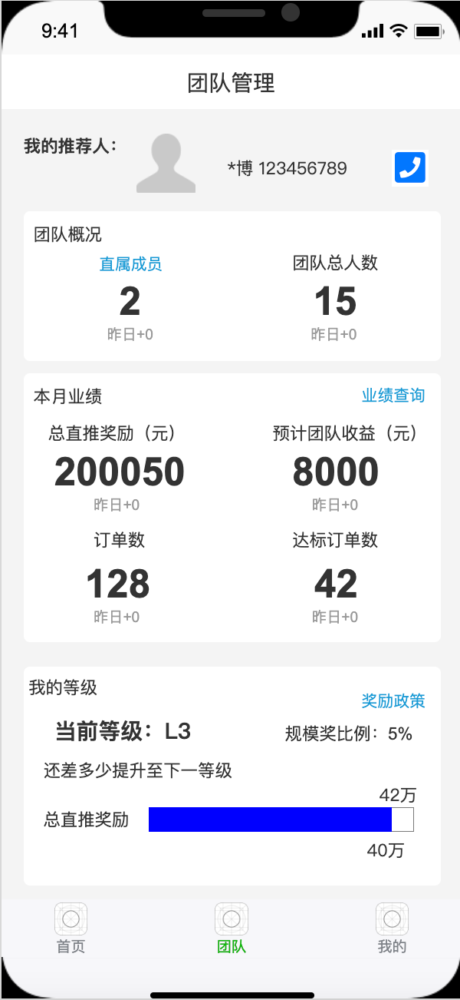 9:41
团队管理
我的推荐人：
*博 123456789
团队概况
直属成员 团队总人数
2 15
昨日+0 昨日+0
本月业绩 业绩查询
总直推奖励（元） 预计团队收益（元）
200050 8000
昨日+0 昨日+0
订单数 达标订单数
128 42
昨日+0 昨日+0
我的等级
奖励政策
当前等级：L3 规模奖比例：5%
还差多少提升至下一等级
42万
总直推奖励
40万
首页 团队 我的